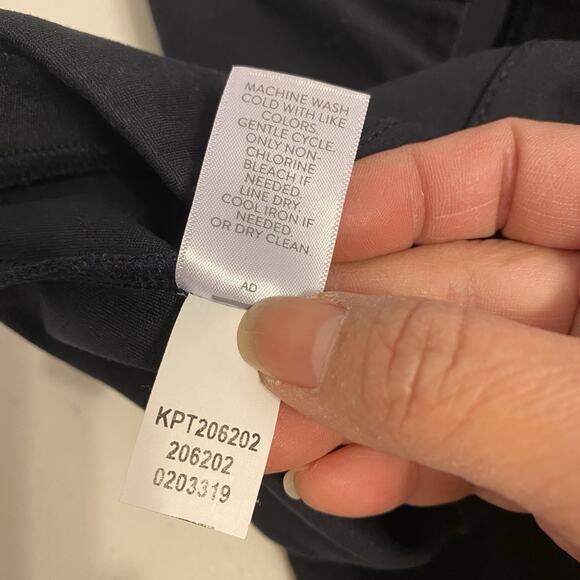 MACHINE WASH
COLD WITH LIKE
COLORS.
GENTLE CYCLE.
ONLY NON-
CHLORINE
BLEACH IF
NEEDED.
LINE DRY.
COOL IRON IF
NEEDED.
OR DRY CLEAN.
AD
KPT206202
206202
0203319